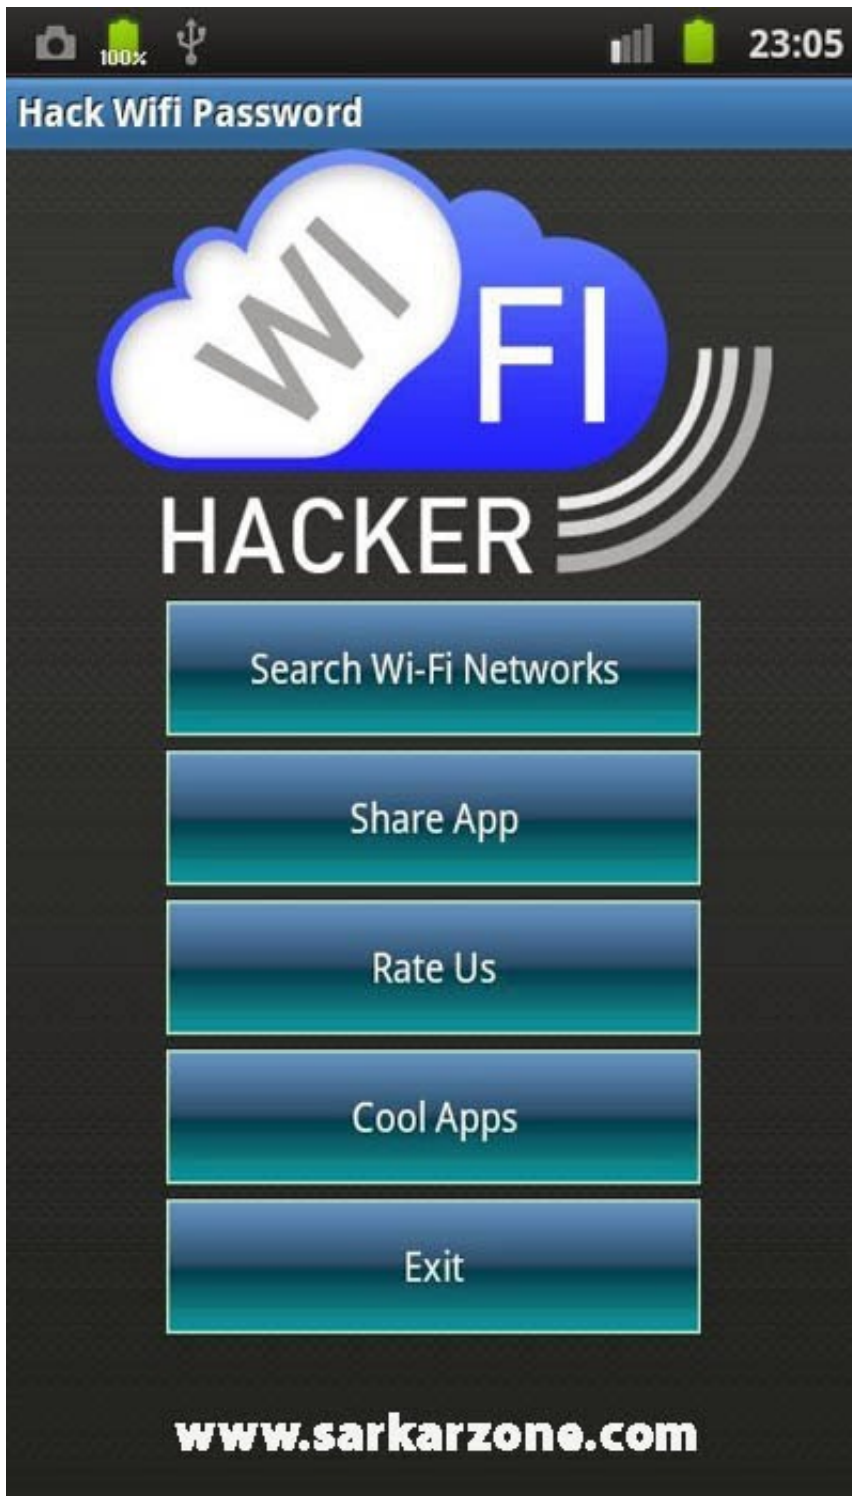 100%
23:05
Hack Wifi Password
WI
FI
HACKER
Search Wi-Fi Networks
Share App
Rate Us
Cool Apps
Exit
www.sarkarzone.com